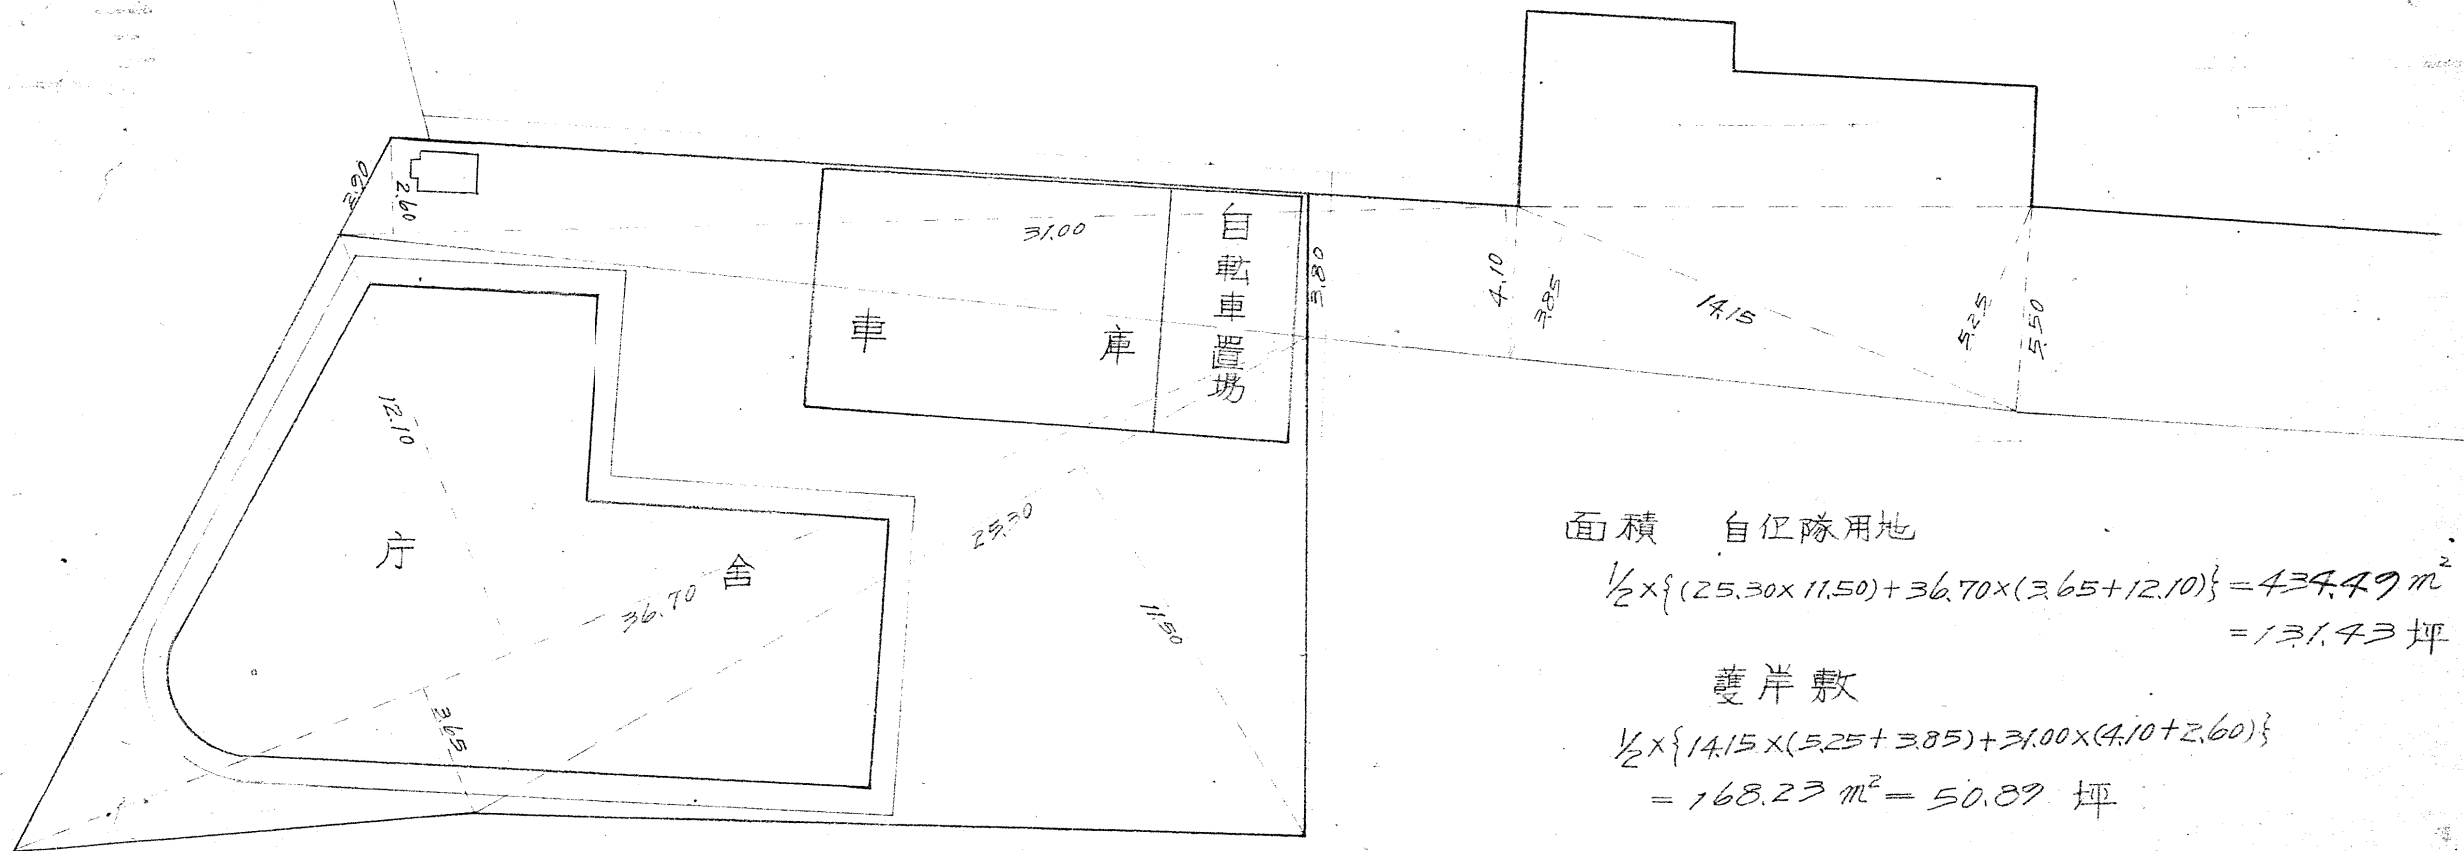 2.90
2.60
31.00
自転車置場
車庫
3.80
4.10
3.85
14.15
5.25
5.50
12.10
庁舎
36.70
25.30
11.50
3.65
面積 自伹隊用地
1/2×{(25.30×11.50)+36.70×(3.65+12.10)}=434.49m²
=131.43坪
護岸敷
1/2×{14.15×(5.25+3.85)+31.00×(4.10+2.60)}
=168.23m²=50.89坪